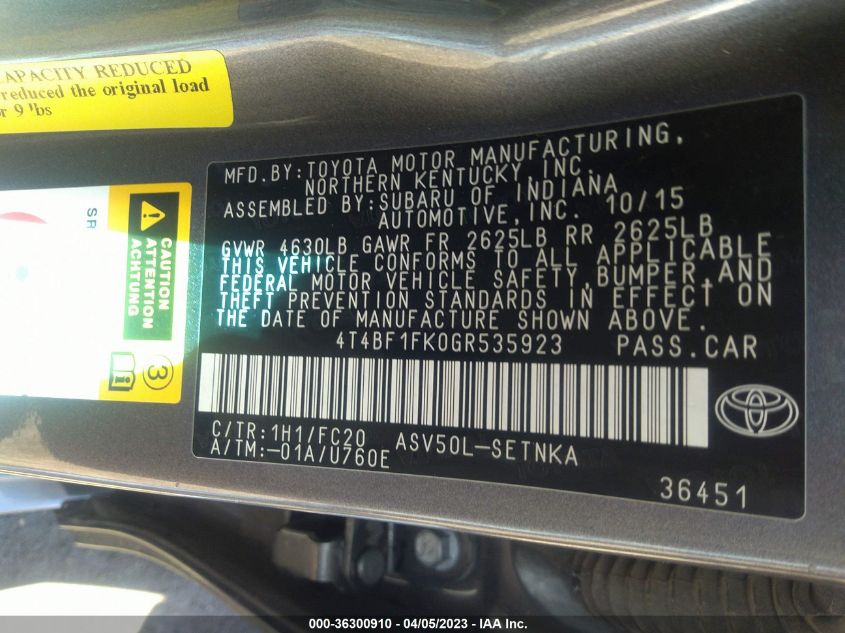 CAPACITY REDUCED
reduced the original load
9 lbs
SR
CAUTION
ATTENTION
ACHTUNG
3
MFD.BY:TOYOTA MOTOR MANUFACTURING,
NORTHERN KENTUCKY, INC.
ASSEMBLED BY:SUBARU OF INDIANA
AUTOMOTIVE,INC. 10/15
GVWR 4630LB GAWR FR 2625LB RR 2625LB
THIS VEHICLE CONFORMS TO ALL APPLICABLE
FEDERAL MOTOR VEHICLE SAFETY,BUMPER,AND
THEFT PREVENTION STANDARDS IN EFFECT ON
THE DATE OF MANUFACTURE SHOWN ABOVE.
4T4BF1FK0GR535923 PASS.CAR
C/TR:1H1/FC20 ASV50L-SETNKA
A/TM:-01A/U760E
36451
000-36300910 / 04/05/2023 - IAA Inc.